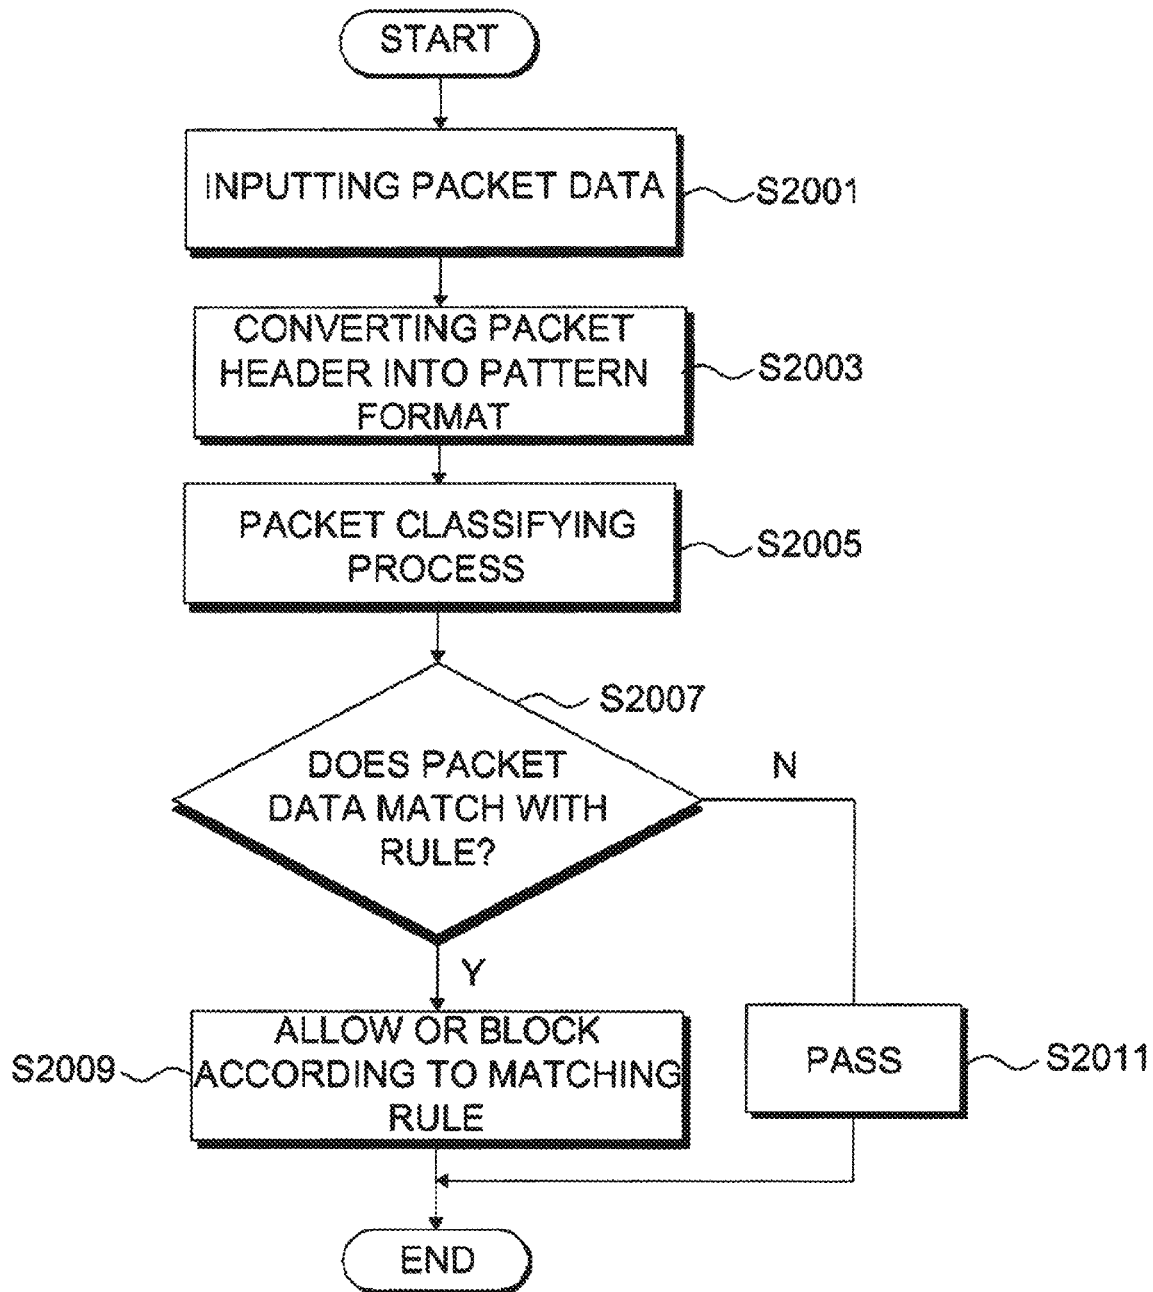 START
INPUTTING PACKET DATA
S2001
CONVERTING PACKET
HEADER INTO PATTERN
FORMAT
S2003
PACKET CLASSIFYING
PROCESS
S2005
S2007
DOES PACKET
DATA MATCH WITH
RULE?
N
Y
ALLOW OR BLOCK
ACCORDING TO MATCHING
RULE
S2009
PASS
S2011
END